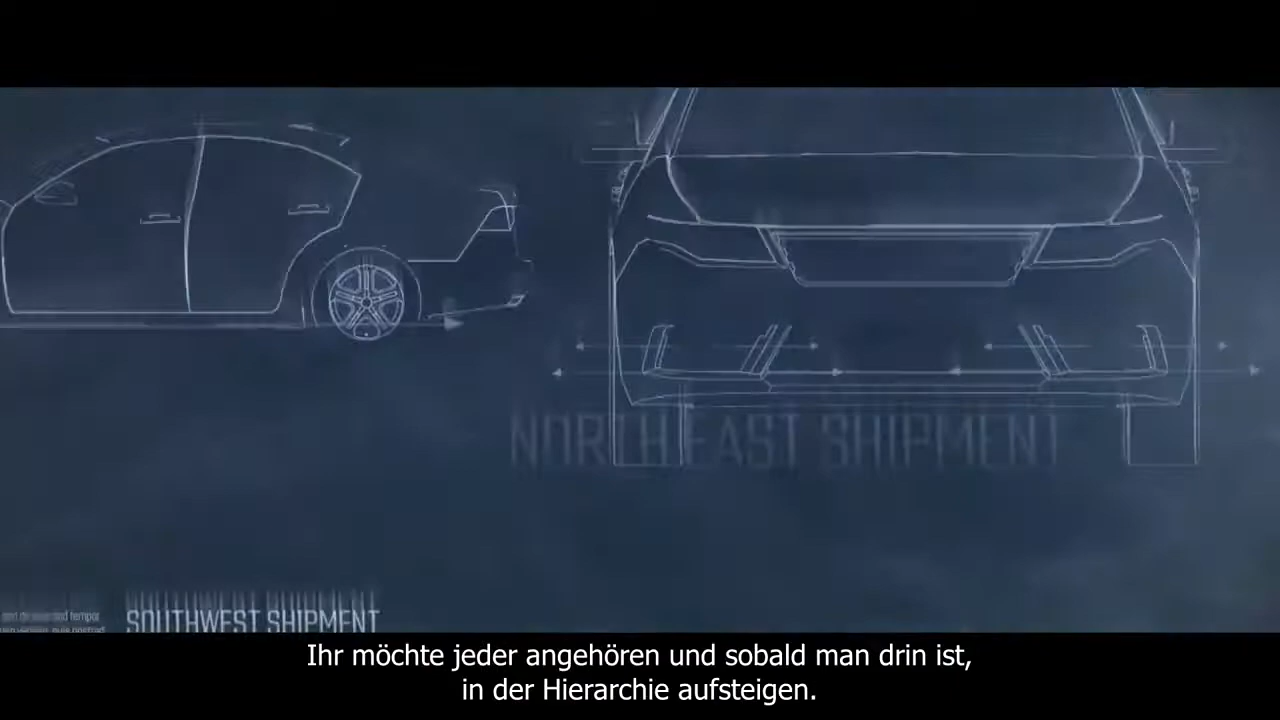 NORTHEAST SHIPMENT
SOUTHWEST SHIPMENT
Ihr möchte jeder angehören und sobald man drin ist,
in der Hierarchie aufsteigen.